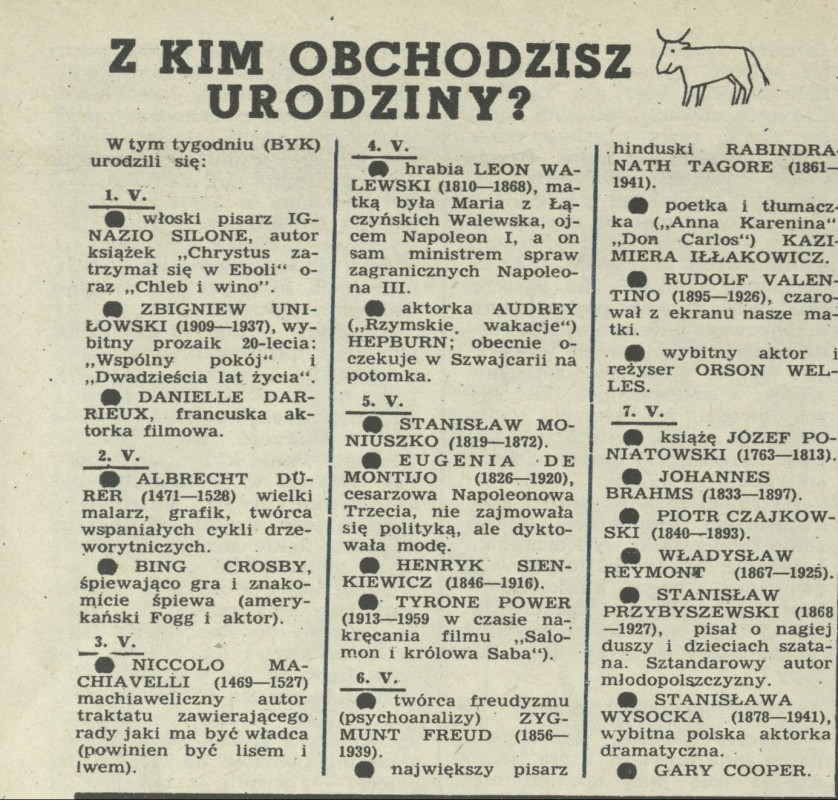 Z KIM OBCHODZISZ
URODZINY?
W tym tygodniu (BYK)
urodzili się:
1. V.
włoski pisarz IG-
NAZIO SILONE, autor
książek „Chrystus za-
trzymał się w Eboli“ o-
raz „Chleb i wino”.
ZBIGNIEW UNI-
ŁOWSKI (1909—1937), wy-
bitny prozaik 20-lecia:
„Wspólny pokój“ i
„Dwadzieścia lat życia“.
DANIELLE DAR-
RIEUX, francuska ak-
torka filmowa.
2. V.
ALBRECHT DÜ-
RER (1471—1528) wielki
malarz, grafik, twórca
wspaniałych cykli drze-
worytniczych.
BING CROSBY,
śpiewająco gra i znako-
micie śpiewa (amery-
kański Fogg i aktor).
3. V.
NICCOLO MA-
CHIAVELLI (1469—1527)
machiaweliczny autor
traktatu zawierającego
rady jaki ma być władca
(powinien być lisem i
lwem).
4. V.
hrabia LEON WA-
LEWSKI (1810—1868), ma-
tką była Maria z Łą-
czyńskich Walewska, oj-
cem Napoleon I, a on
sam ministrem spraw
zagranicznych Napoleo-
na III.
aktorka AUDREY
(„Rzymskie wakacje”)
HEPBURN; obecnie o-
czekuje w Szwajcarii na
potomka.
5. V.
STANISŁAW MO-
NIUSZKO (1819—1872).
EUGENIA DE
MONTIJO (1826—1920),
cesarzowa Napoleonowa
Trzecia, nie zajmowała
się polityką, ale dykto-
wała modę.
HENRYK SIEN-
KIEWICZ (1846—1916).
TYRONE POWER
(1913—1959 w czasie na-
kręcania filmu „Salo-
mon i królowa Saba“).
6. V.
twórca freudyzmu
(psychoanalizy) ZYG-
MUNT FREUD (1856—
1939).
największy pisarz
hinduski RABINDRA-
NATH TAGORE (1861—
1941).
poetka i tłumacz-
ka („Anna Karenina“
„Don Carlos“) KAZI-
MIERA IŁŁAKOWICZ.
RUDOLF VALEN-
TINO (1895—1926), czaro-
wał z ekranu nasze ma-
tki.
wybitny aktor i
reżyser ORSON WEL-
LES.
7. V.
książę JÓZEF PO-
NIATOWSKI (1763—1813).
JOHANNES
BRAHMS (1833—1897).
PIOTR CZAJKOW-
SKI (1840—1893).
WŁADYSŁAW
REYMONT (1867—1925).
STANISŁAW
PRZYBYSZEWSKI (1868
—1927), pisał o nagiej
duszy i dzieciach szata-
na. Sztandarowy autor
młodopolszczyzny.
STANISŁAWA
WYSOCKA (1878—1941),
wybitna polska aktorka
dramatyczna.
GARY COOPER.